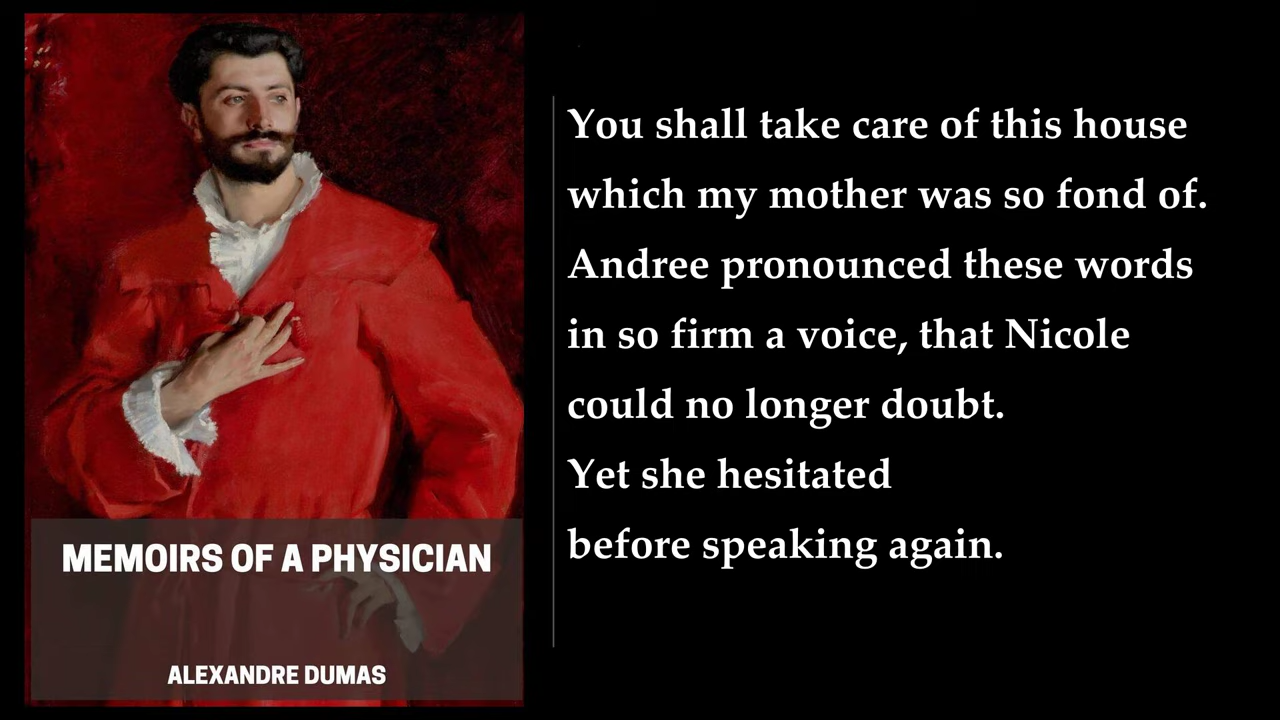 MEMOIRS OF A PHYSICIAN
ALEXANDRE DUMAS
You shall take care of this house
which my mother was so fond of.
Andree pronounced these words
in so firm a voice, that Nicole
could no longer doubt.
Yet she hesitated
before speaking again.